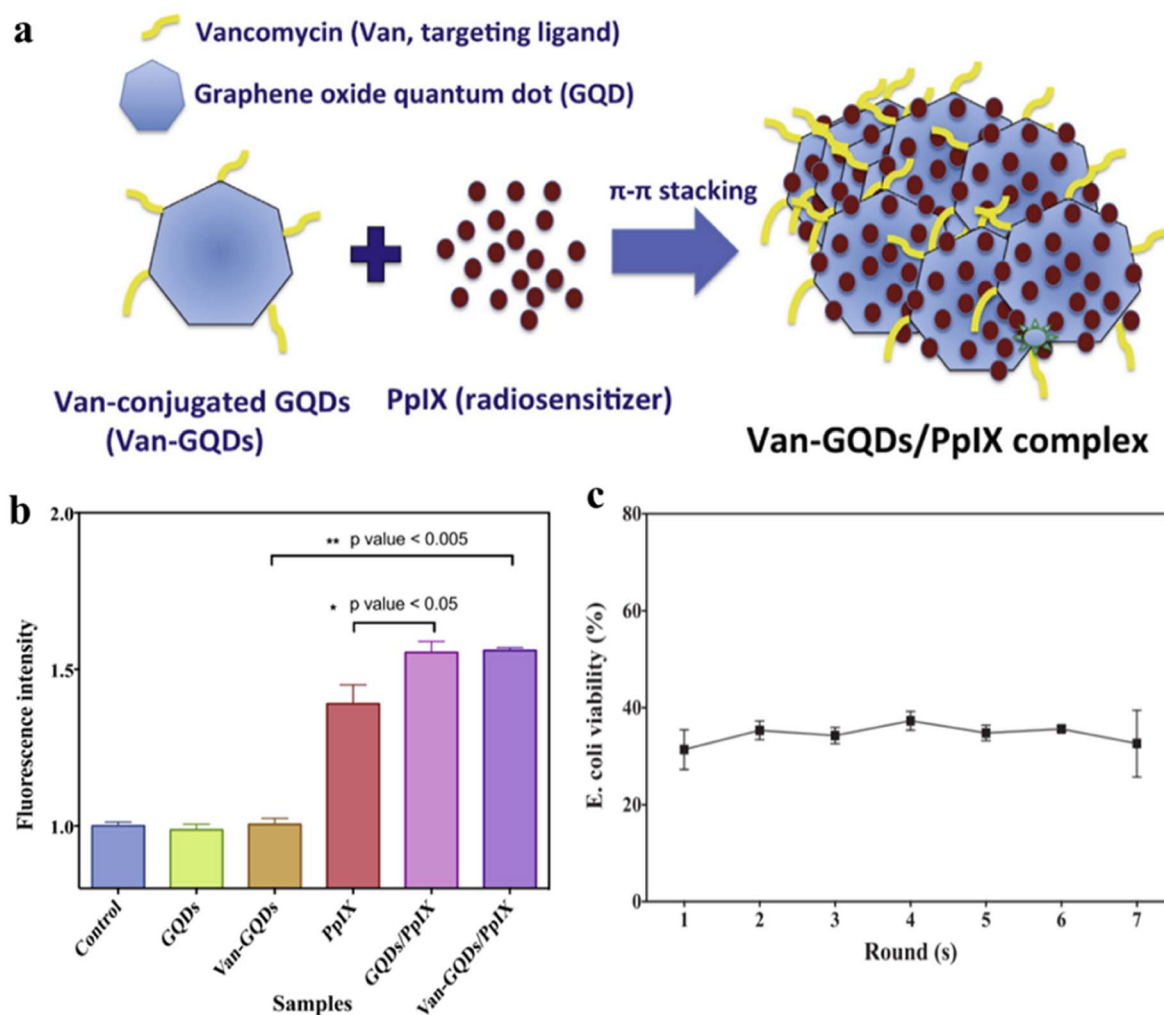 a
Vancomycin (Van, targeting ligand)
Graphene oxide quantum dot (GQD)
π-π stacking
Van-conjugated GQDs
(Van-GQDs)
PpIX (radiosensitizer)
Van-GQDs/PpIX complex
b
2.0
1.5
1.0
Fluorescence intensity
** p value < 0.005
* p value < 0.05
Control
GQDs
Van-GQDs
PpIX
GQDs/PpIX
Van-GQDs/PpIX
Samples
c
80
60
40
20
0
E. coli viability (%)
1 2 3 4 5 6 7
Round (s)